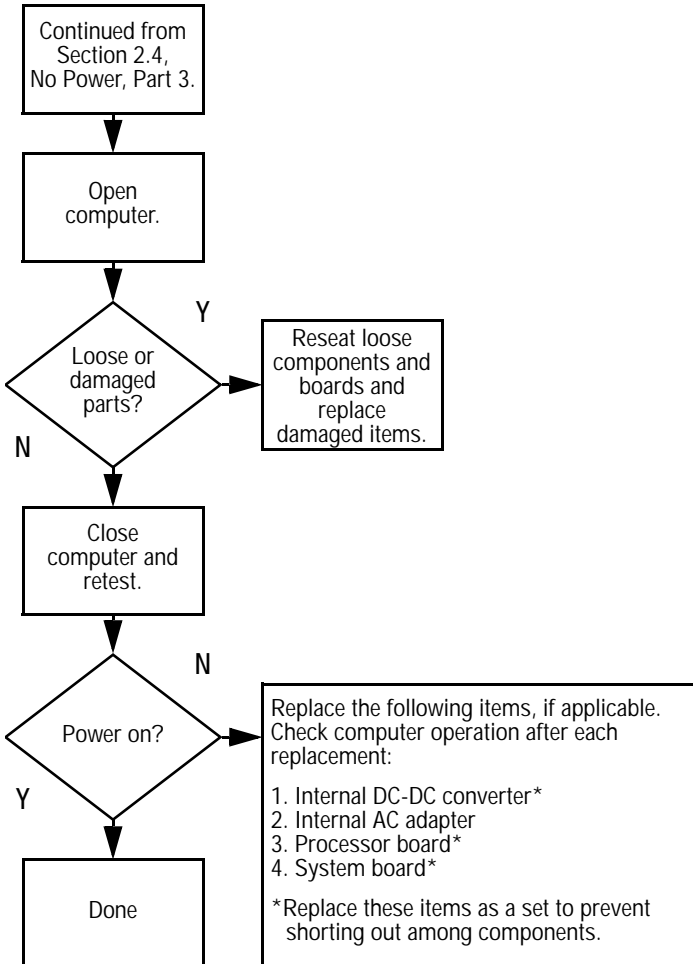 Continued from
Section 2.4,
No Power, Part 3.
Open
computer.
Y
Loose or
damaged
parts?
Reseat loose
components and
boards and
replace
damaged items.
N
Close
computer and
retest.
N
Power on?
Replace the following items, if applicable.
Check computer operation after each
replacement:
1. Internal DC-DC converter*
2. Internal AC adapter
3. Processor board*
4. System board*
*Replace these items as a set to prevent
shorting out among components.
Y
Done